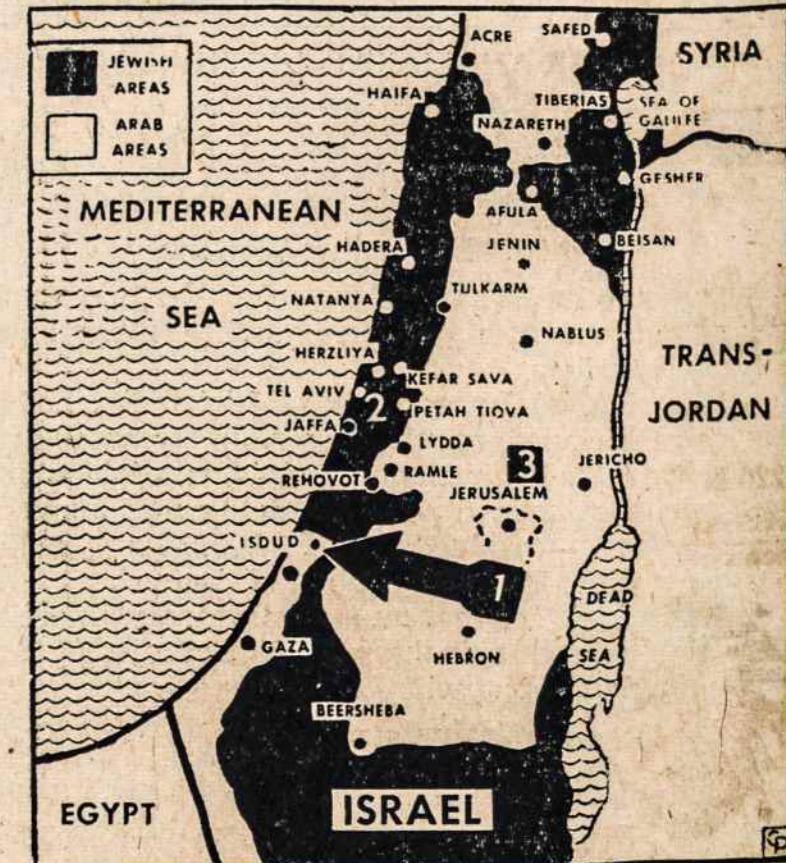 JEWISH
AREAS
ARAB
AREAS
ACRE
SAFED
SYRIA
HAIFA
TIBERIAS
SEA OF
GALILEE
NAZARETH
GESHER
MEDITERRANEAN
AFULA
BEISAN
HADERA
JENIN
NATANYA
TULKARM
SEA
NABLUS
HERZLIYA
KEFAR SAVA
TRANS-
JORDAN
TEL AVIV
2
PETAH TIQVA
JAFFA
LYDDA
3
JERICHO
REHOVOT
RAMLE
JERUSALEM
ISDUD
1
DEAD
SEA
GAZA
HEBRON
BEERSHEBA
EGYPT
ISRAEL
CP